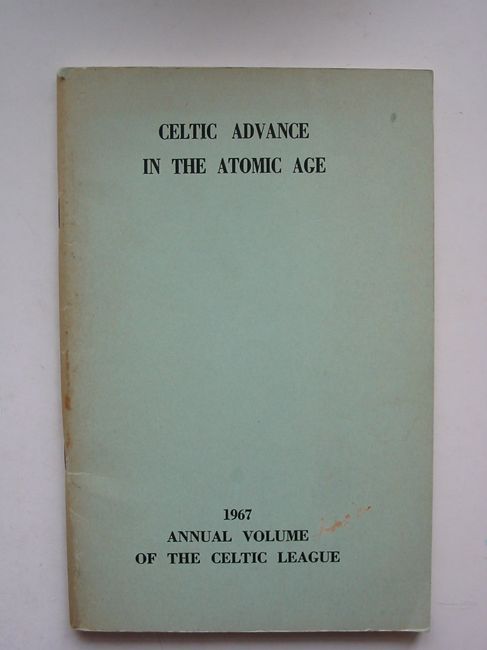 CELTIC ADVANCE
IN THE ATOMIC AGE
1967
ANNUAL VOLUME
OF THE CELTIC LEAGUE